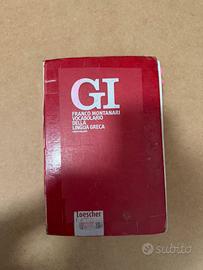 GI
FRANCO MONTANARI
VOCABOLARIO
DELLA
LINGUA GRECA
Loescher
subito